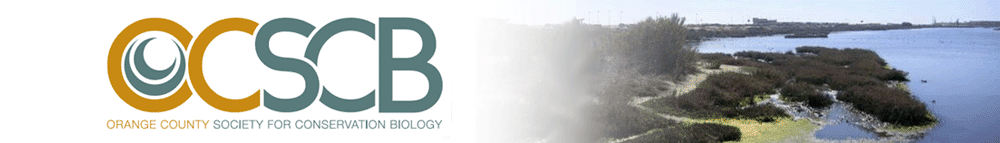 OCSCB
ORANGE COUNTY SOCIETY FOR CONSERVATION BIOLOGY